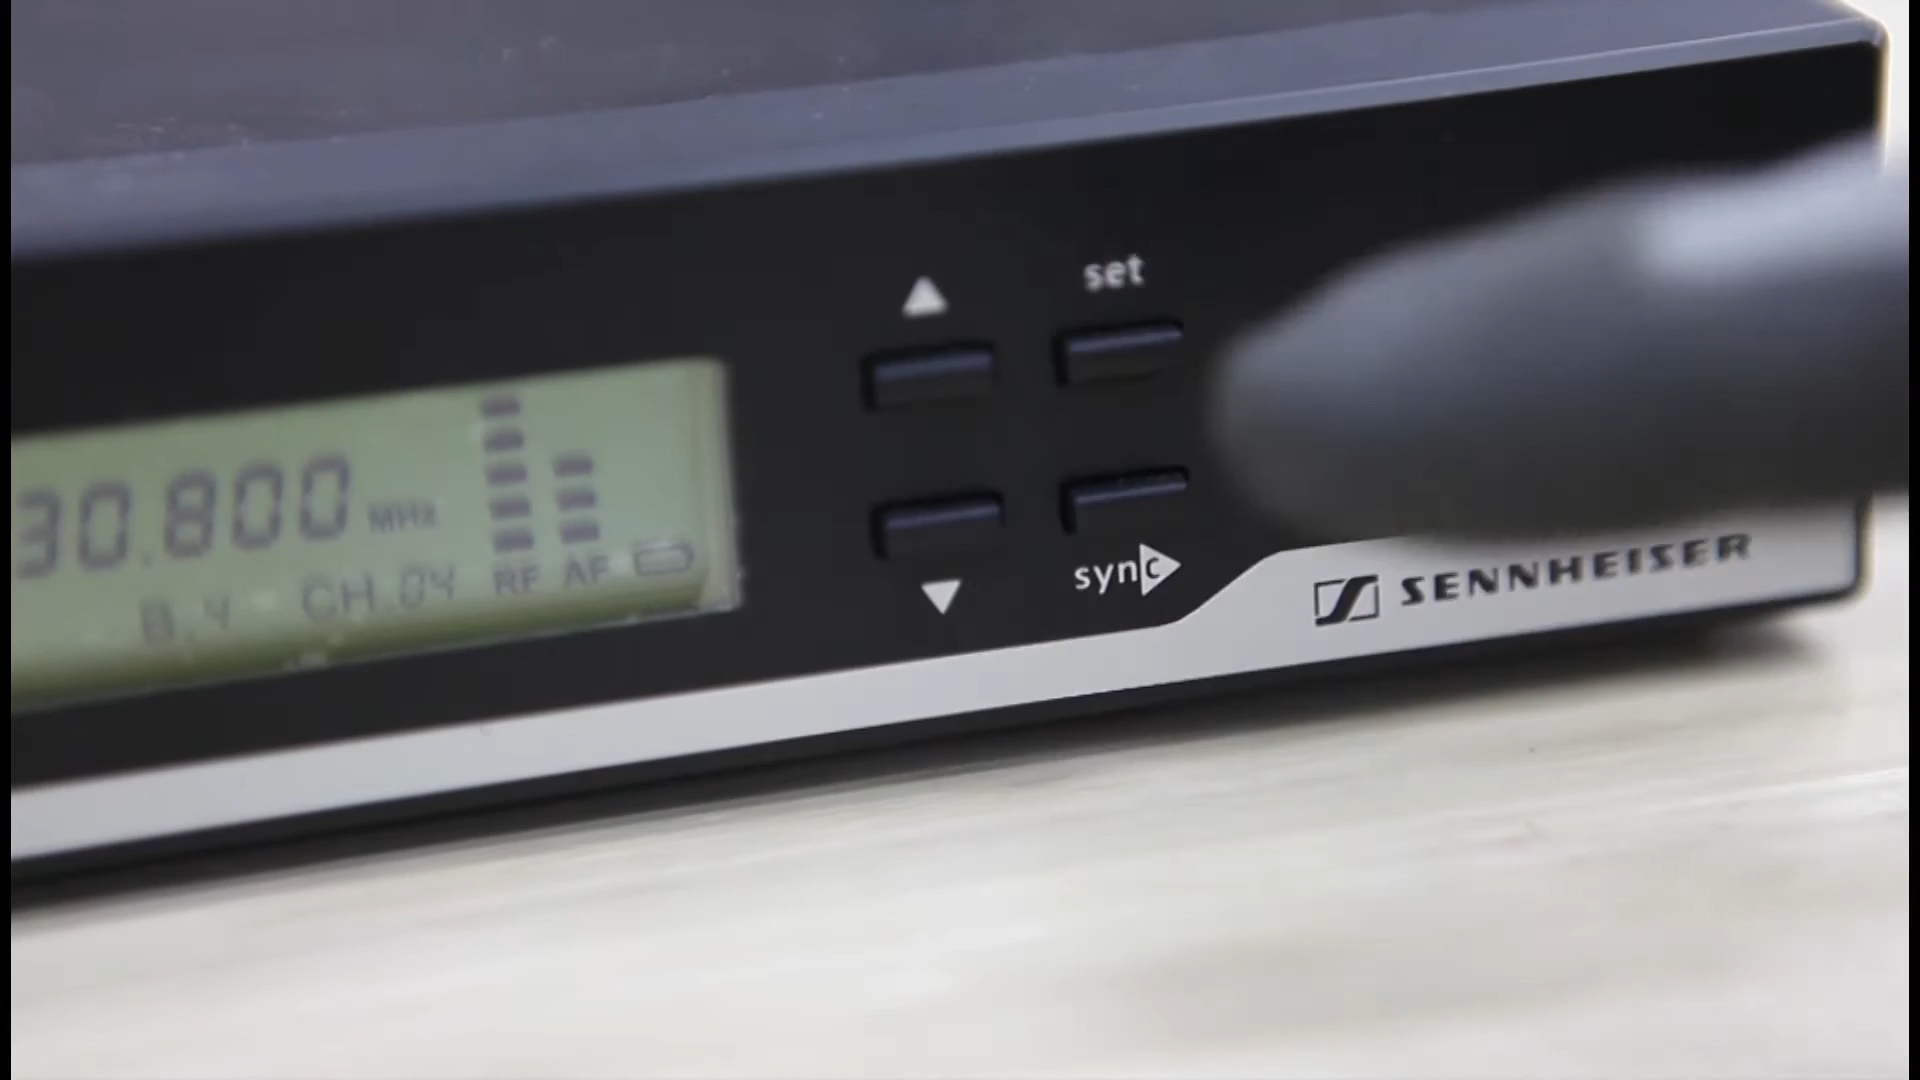 set
30.800 MHz
B.4 CH.04 RF AF
sync
SENNHEISER